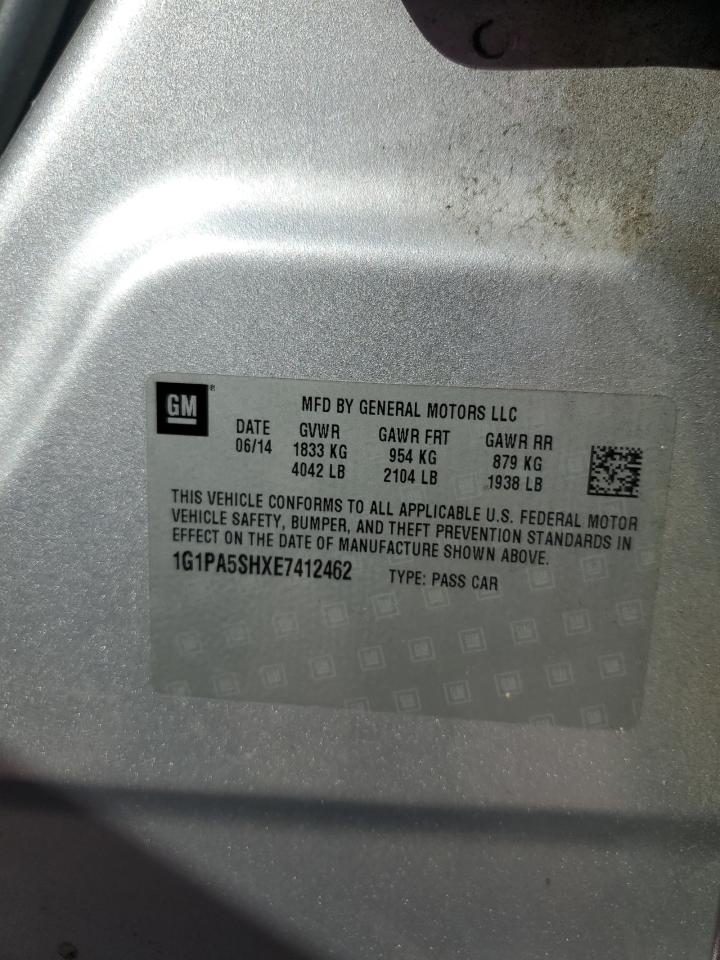 GM®
MFD BY GENERAL MOTORS LLC
DATE GVWR GAWR FRT GAWR RR
06/14 1833 KG 954 KG 879 KG
4042 LB 2104 LB 1938 LB
THIS VEHICLE CONFORMS TO ALL APPLICABLE U.S. FEDERAL MOTOR
VEHICLE SAFETY, BUMPER, AND THEFT PREVENTION STANDARDS IN
EFFECT ON THE DATE OF MANUFACTURE SHOWN ABOVE.
1G1PA5SHXE7412462 TYPE: PASS CAR